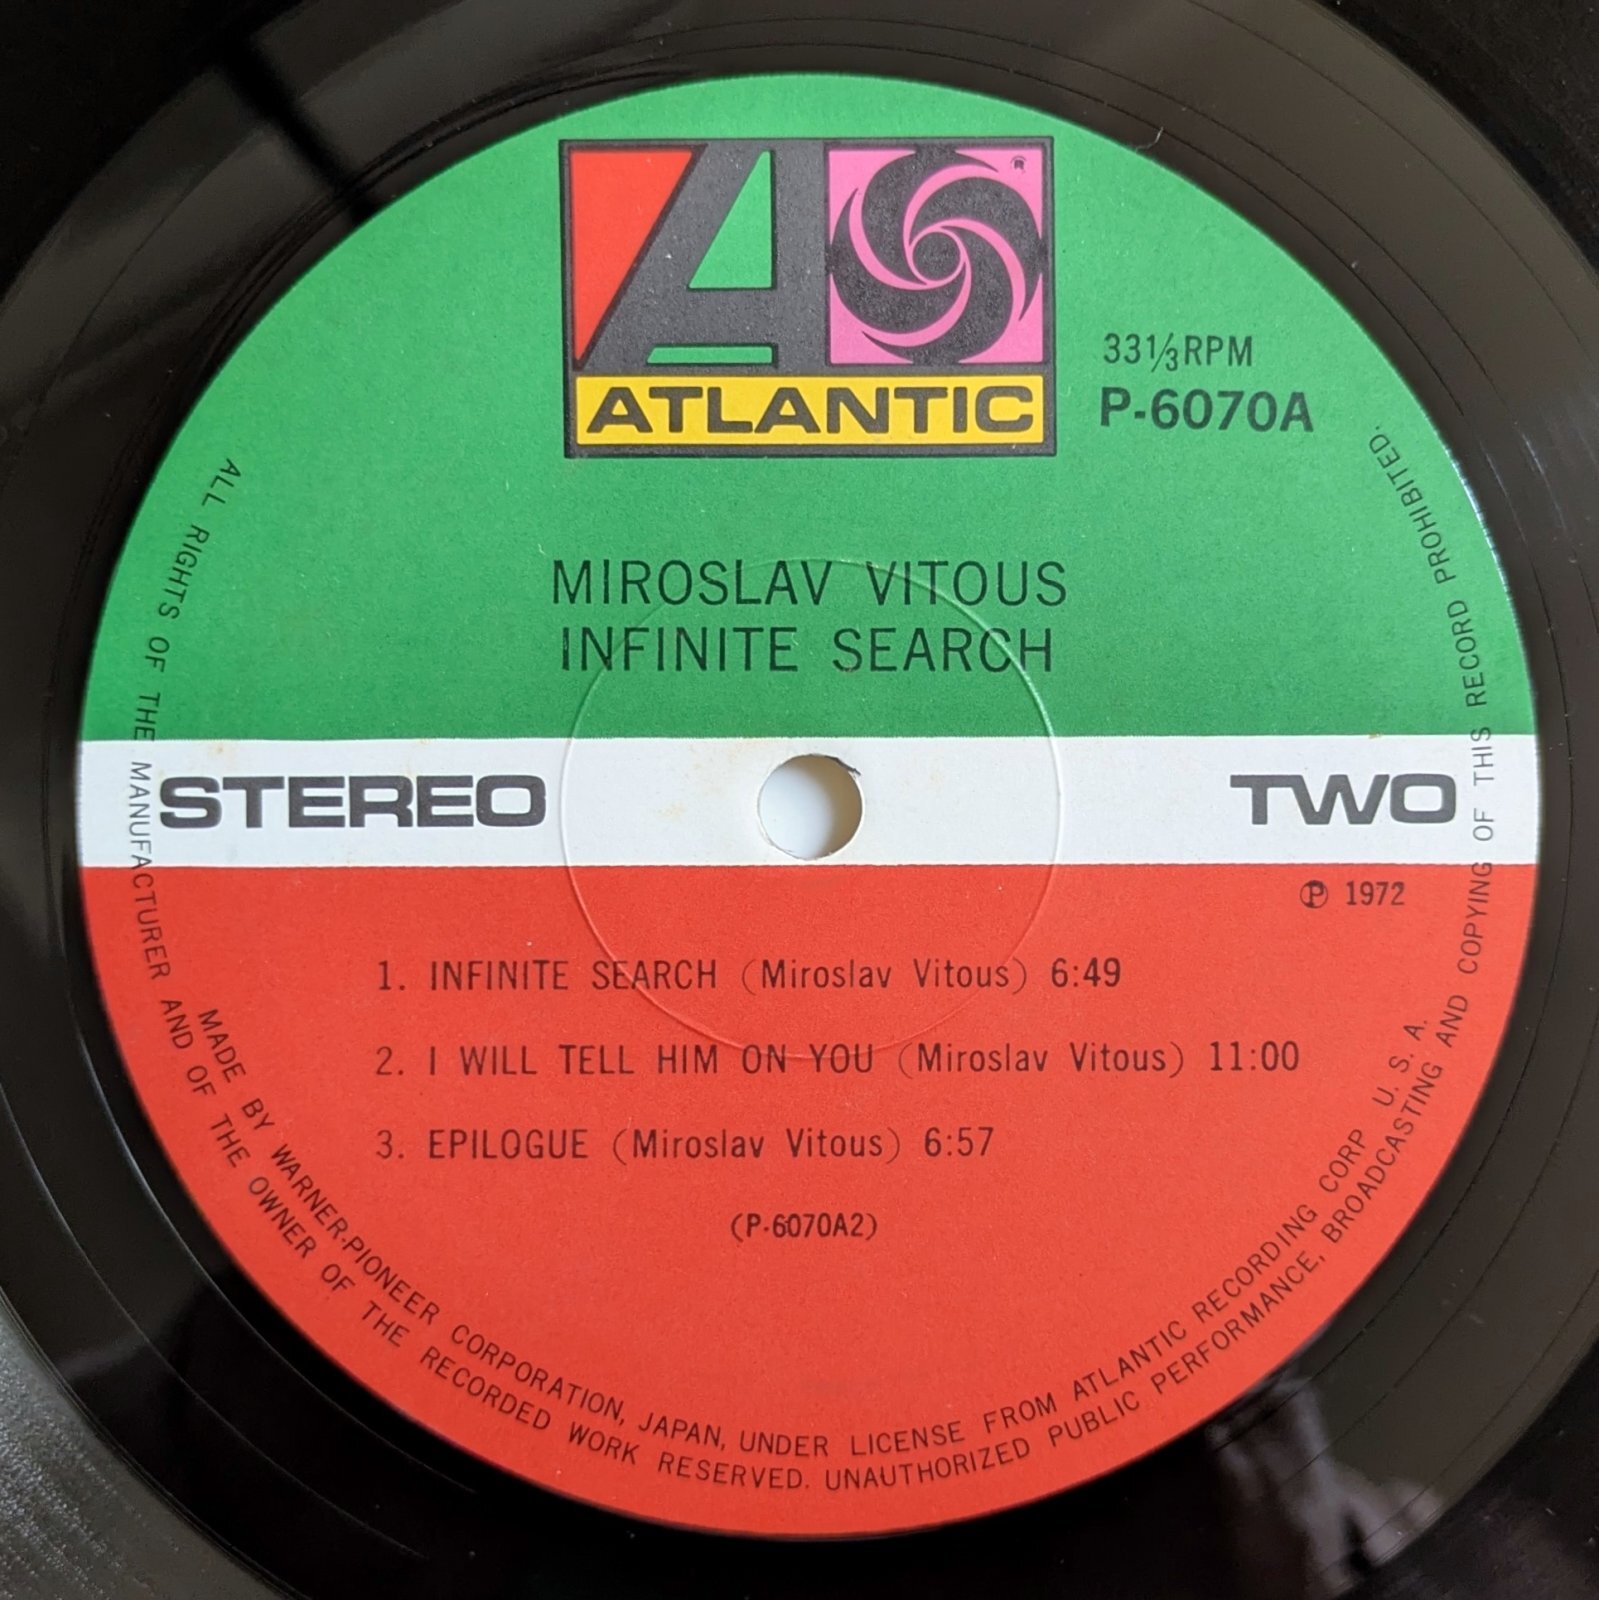 ATLANTIC
®
33⅓RPM
P-6070A
MIROSLAV VITOUS
INFINITE SEARCH
STEREO
TWO
℗ 1972
1. INFINITE SEARCH (Miroslav Vitous) 6:49
2. I WILL TELL HIM ON YOU (Miroslav Vitous) 11:00
3. EPILOGUE (Miroslav Vitous) 6:57
(P-6070A2)
MADE BY WARNER-PIONEER CORPORATION, JAPAN, UNDER LICENSE FROM ATLANTIC RECORDING CORP U. S. A.
ALL RIGHTS OF THE MANUFACTURER AND OF THE OWNER OF THE RECORDED WORK RESERVED. UNAUTHORIZED PUBLIC PERFORMANCE, BROADCASTING AND COPYING OF THIS RECORD PROHIBITED.